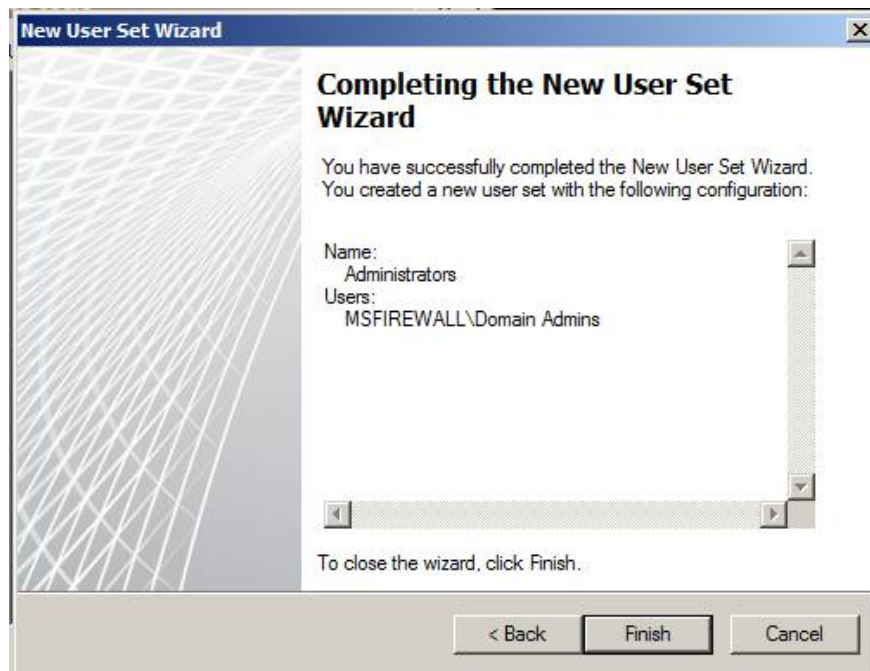 New User Set Wizard
Completing the New User Set
Wizard
You have successfully completed the New User Set Wizard.
You created a new user set with the following configuration:
Name:
Administrators
Users:
MSFIREWALL\Domain Admins
To close the wizard, click Finish.
< Back
Finish
Cancel